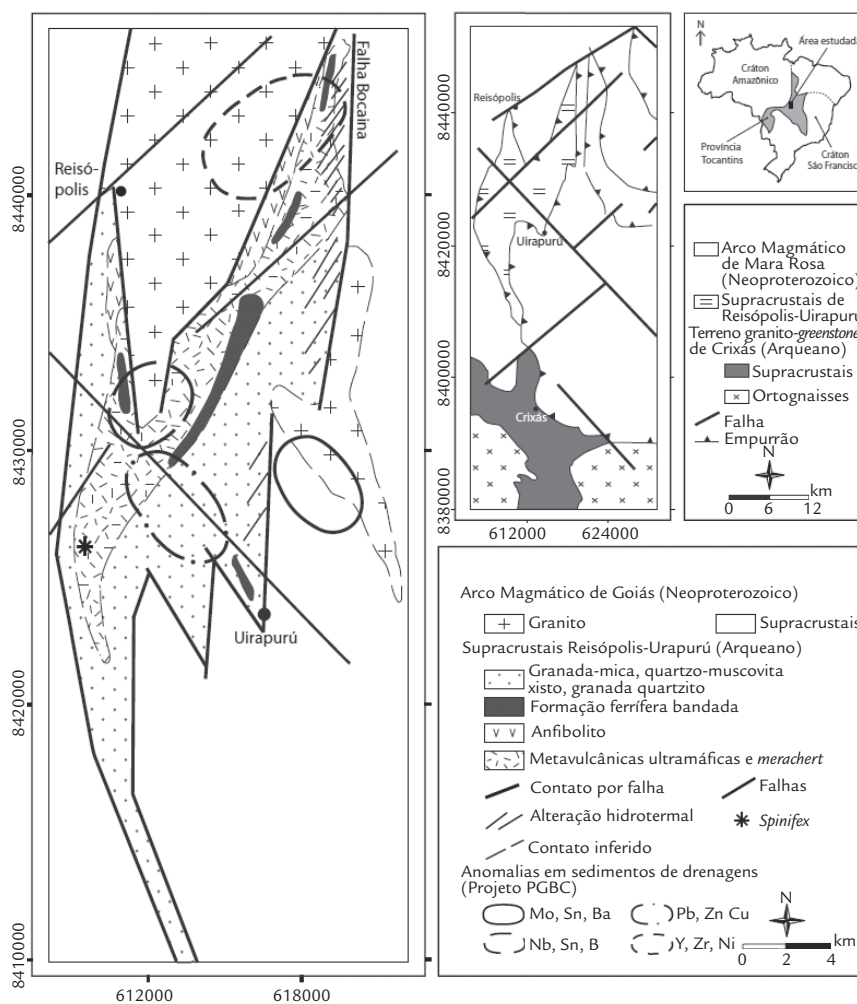 Falha Bocaina
Reisó-
polis
Uirapurú
8440000
8430000
8420000
8410000
612000
618000
Reisópolis
Uirapurú
Crixás
8440000
8420000
8400000
8380000
612000
624000
N
Área estudada
Cráton
Amazônico
Província
Tocantins
Cráton
São Francisc
Arco Magmático
de Mara Rosa
(Neoproterozoico)
Supracrustais de
Reisópolis-Uirapurú
Terreno granito-greenstone
de Crixás (Arqueano)
Supracrustais
Ortognaisses
Falha
Empurrão
N
km
0 6 12
Arco Magmático de Goiás (Neoproterozoico)
Granito
Supracrustais
Supracrustais Reisópolis-Urapurú (Arqueano)
Granada-mica, quartzo-muscovita
xisto, granada quartzito
Formação ferrífera bandada
Anfibolito
Metavulcânicas ultramáficas e merachert
Contato por falha
Falhas
Alteração hidrotermal
Spinifex
Contato inferido
Anomalias em sedimentos de drenagens
(Projeto PGBC)
Mo, Sn, Ba
Pb, Zn Cu
Nb, Sn, B
Y, Zr, Ni
N
km
0 2 4